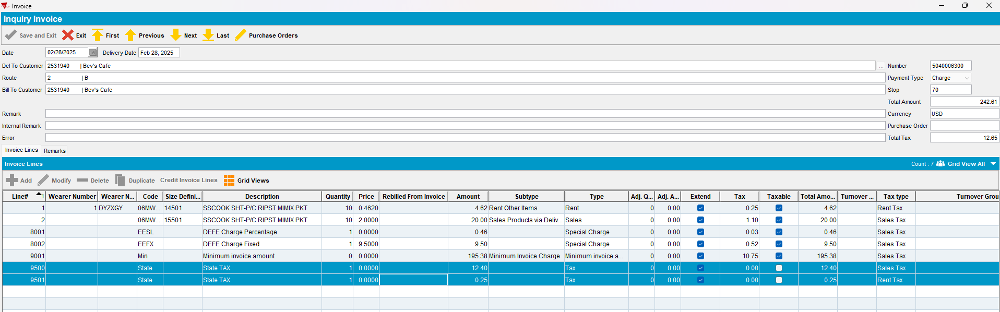 Invoice
Inquiry Invoice
Save and Exit Exit First Previous Next Last Purchase Orders
Date 02/28/2025 16 Delivery Date Feb 28, 2025
Del To Customer 2531940 | Bev's Cafe ... Number 5040006300
Route 2 | B Payment Type Charge
Bill To Customer 2531940 | Bev's Cafe Stop 70
Total Amount 242.61
Remark Currency USD
Internal Remark Purchase Order
Error Total Tax 12.65
Invoice Lines Remarks
Invoice Lines Count : 7 Grid View All
Add Modify Delete Duplicate Credit Invoice Lines Grid Views
Line# 1 Wearer Number Wearer N... Code Size Defini... Description Quantity Price Rebilled From Invoice Amount Subtype Type Adj. Q... Adj. A... Extend Tax Taxable Total Amo... Turnover ... Tax type Turnover Grou
1 1 DYZXGY 06MW... 14501 SSCOOK SHT-P/C RIPST MIMIX PKT 10 0.4620 4.62 Rent Other Items Rent 0 0.00 0.25 4.62 Rent Tax
2 06MW... 15501 SSCOOK SHT-P/C RIPST MIMIX PKT 10 2.0000 20.00 Sales Products via Deliv... Sales 0 0.00 1.10 20.00 Sales Tax
8001 EESL DEFE Charge Percentage 1 0.0000 0.46 Special Charge 0 0.00 0.03 0.46 Sales Tax
8002 EEFX DEFE Charge Fixed 1 9.5000 9.50 Special Charge 0 0.00 0.52 9.50 Sales Tax
9001 Min Minimum invoice amount 0 0.0000 195.38 Minimum Invoice Charge Minimum invoice a... 0 0.00 10.75 195.38 Sales Tax
9500 State State TAX 1 0.0000 12.40 Tax 0 0.00 0.00 12.40 Sales Tax
9501 State State TAX 1 0.0000 0.25 Tax 0 0.00 0.00 0.25 Rent Tax